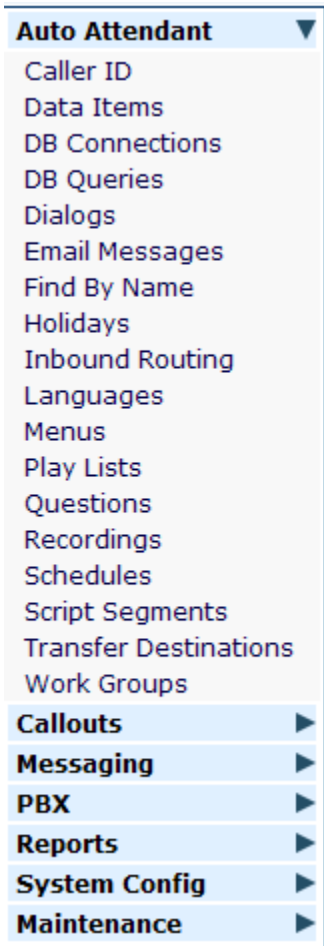 Auto Attendant
Caller ID
Data Items
DB Connections
DB Queries
Dialogs
Email Messages
Find By Name
Holidays
Inbound Routing
Languages
Menus
Play Lists
Questions
Recordings
Schedules
Script Segments
Transfer Destinations
Work Groups
Callouts
Messaging
PBX
Reports
System Config
Maintenance